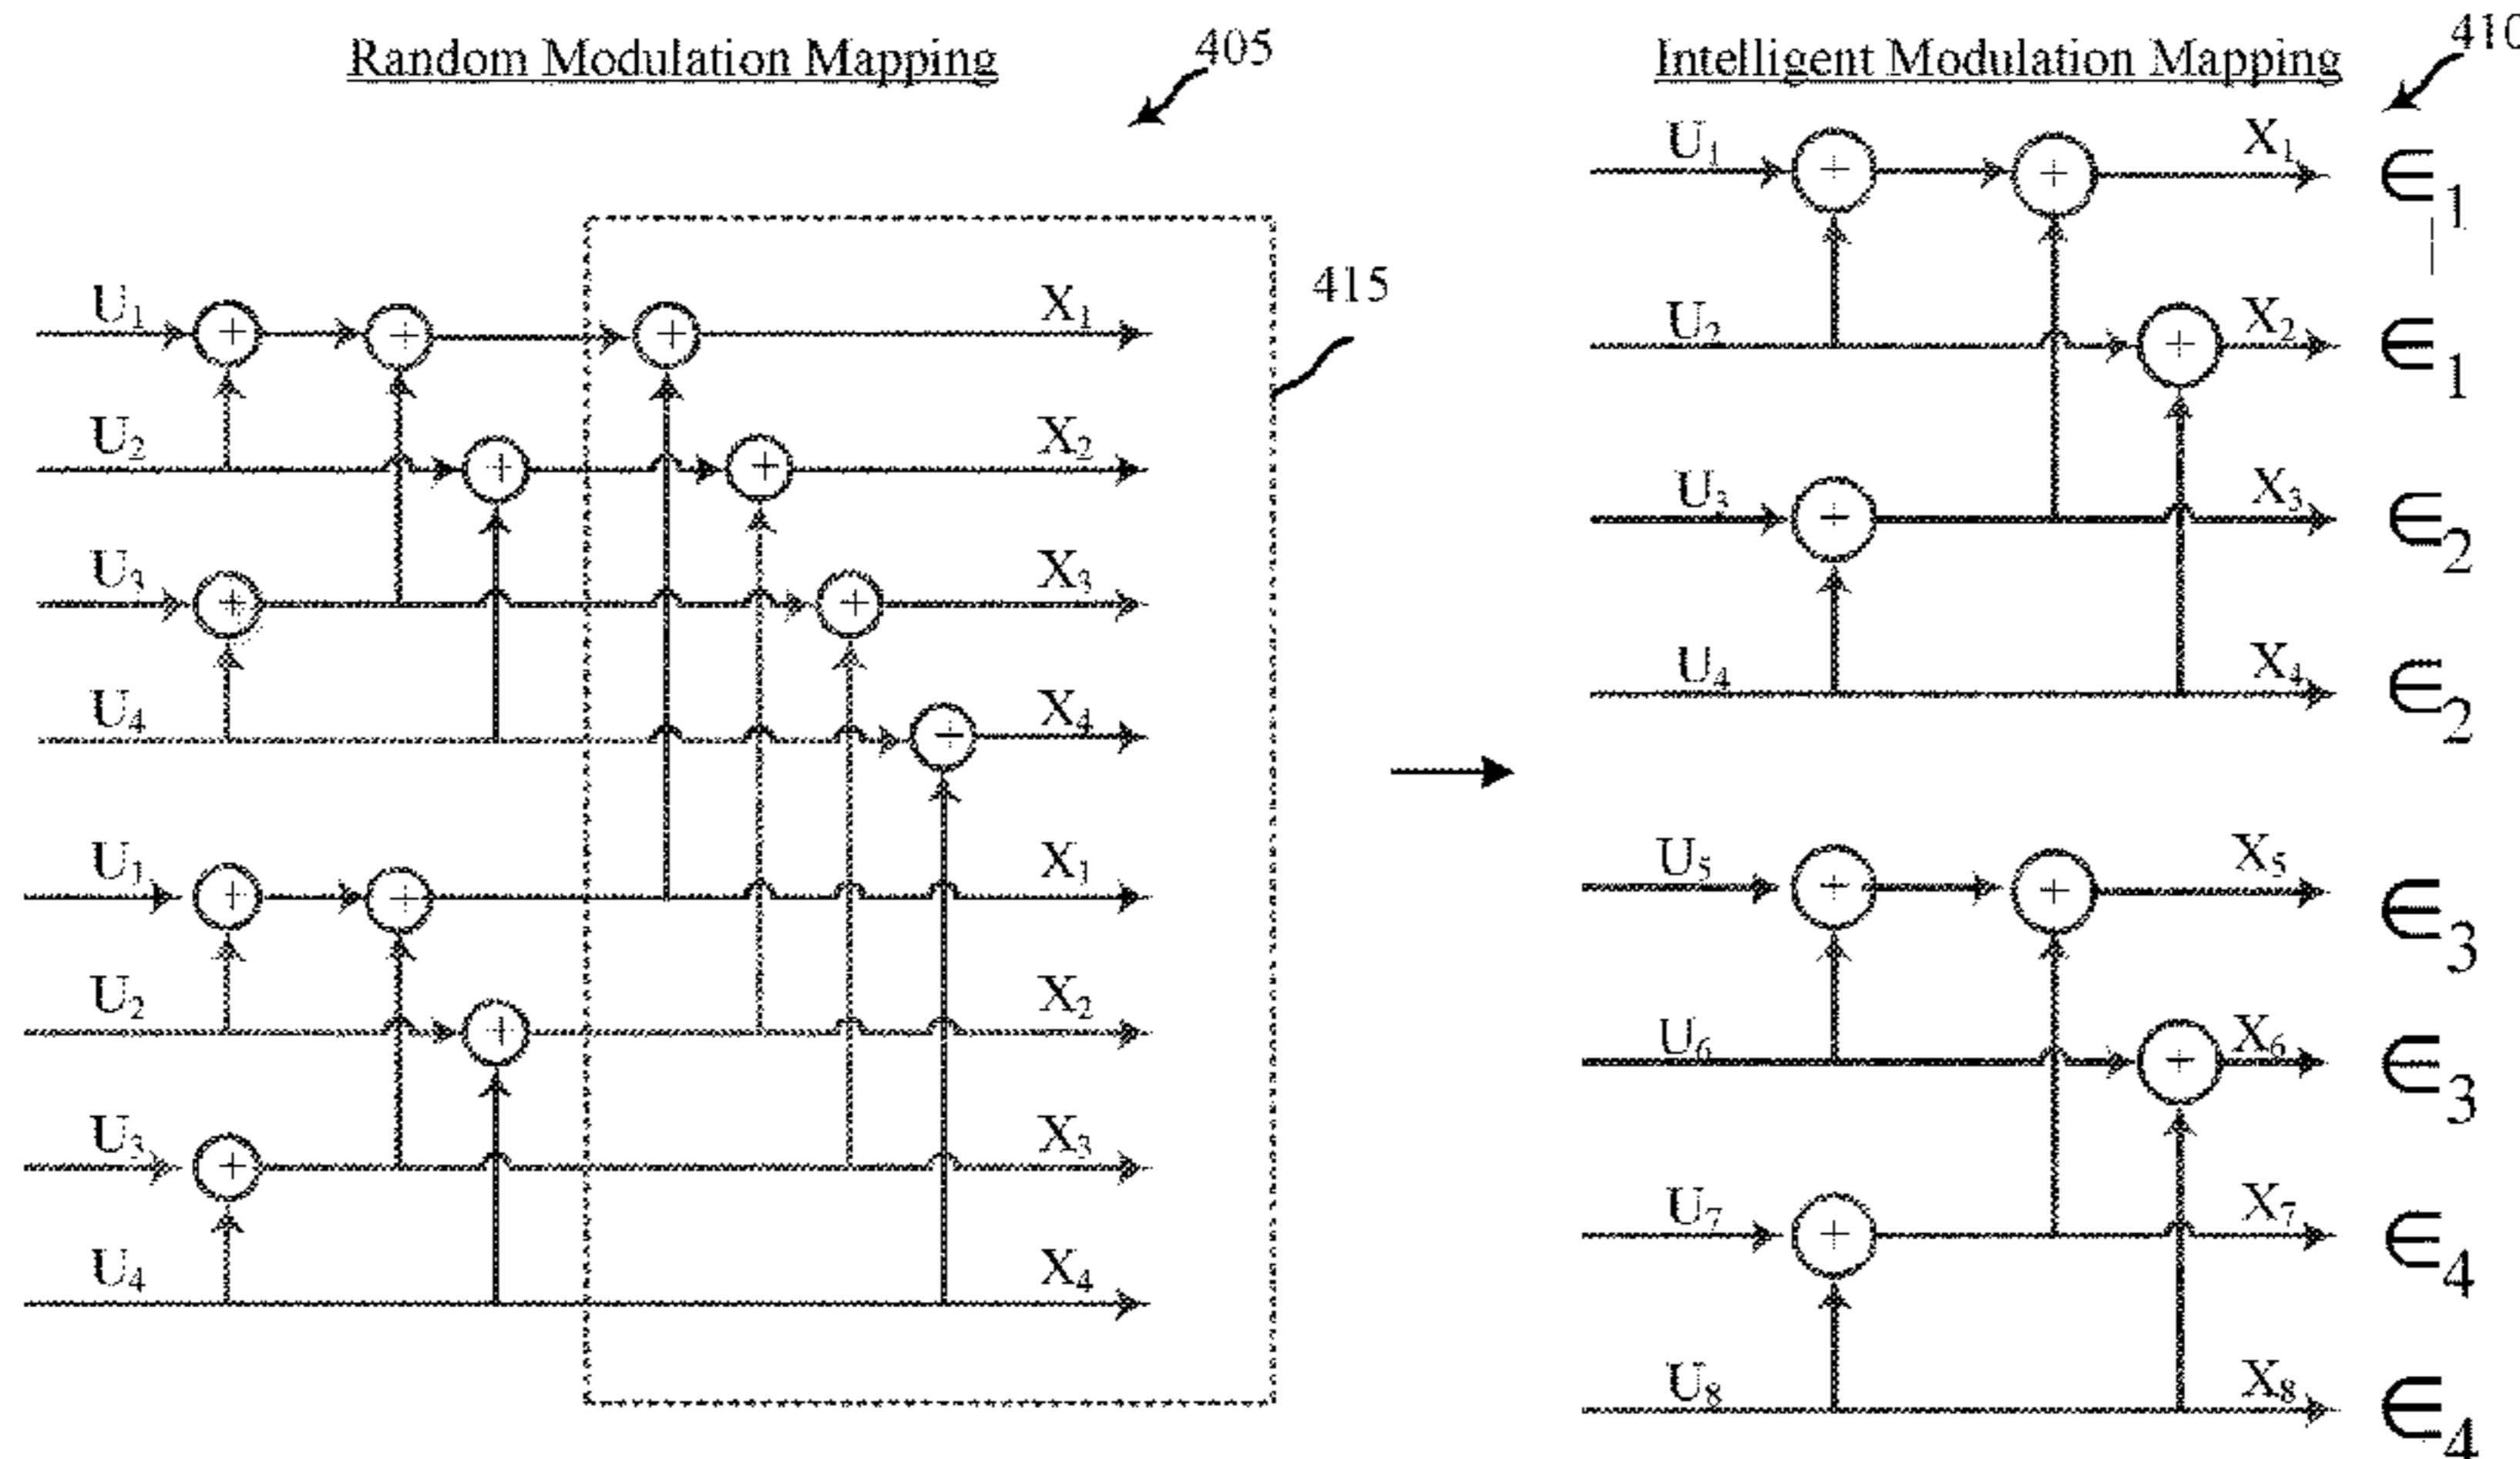 Random Modulation Mapping
405
Intelligent Modulation Mapping
410
415
U1
X1
U2
X2
U3
X3
U4
X4
U1
X1
U2
X2
U3
X3
U4
X4
U1
X1
∈1
U2
X2
∈1
U3
X3
∈2
U4
X4
∈2
U5
X5
∈3
U6
X6
∈3
U7
X7
∈4
U8
X8
∈4